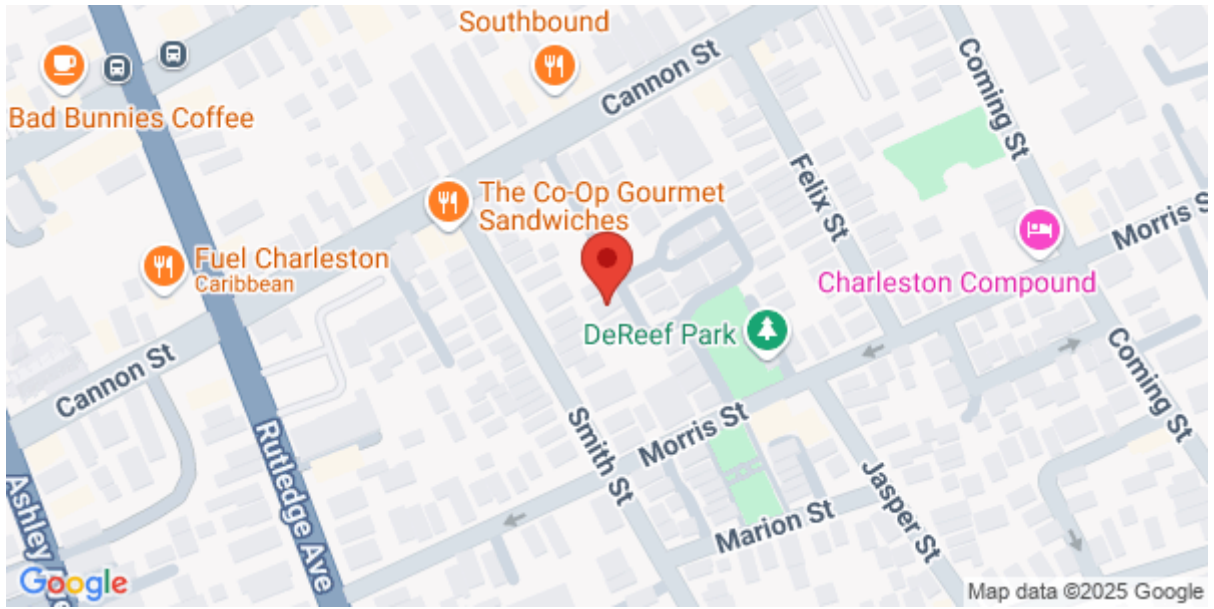 Southbound
Cannon St
Coming St
Bad Bunnies Coffee
Felix St
The Co-Op Gourmet
Sandwiches
Morris S
Fuel Charleston
Caribbean
Charleston Compound
DeReef Park
Cannon St
Coming St
Rutledge Ave
Smith St
Morris St
Jasper St
Marion St
Ashley
Google
Map data ©2025 Google